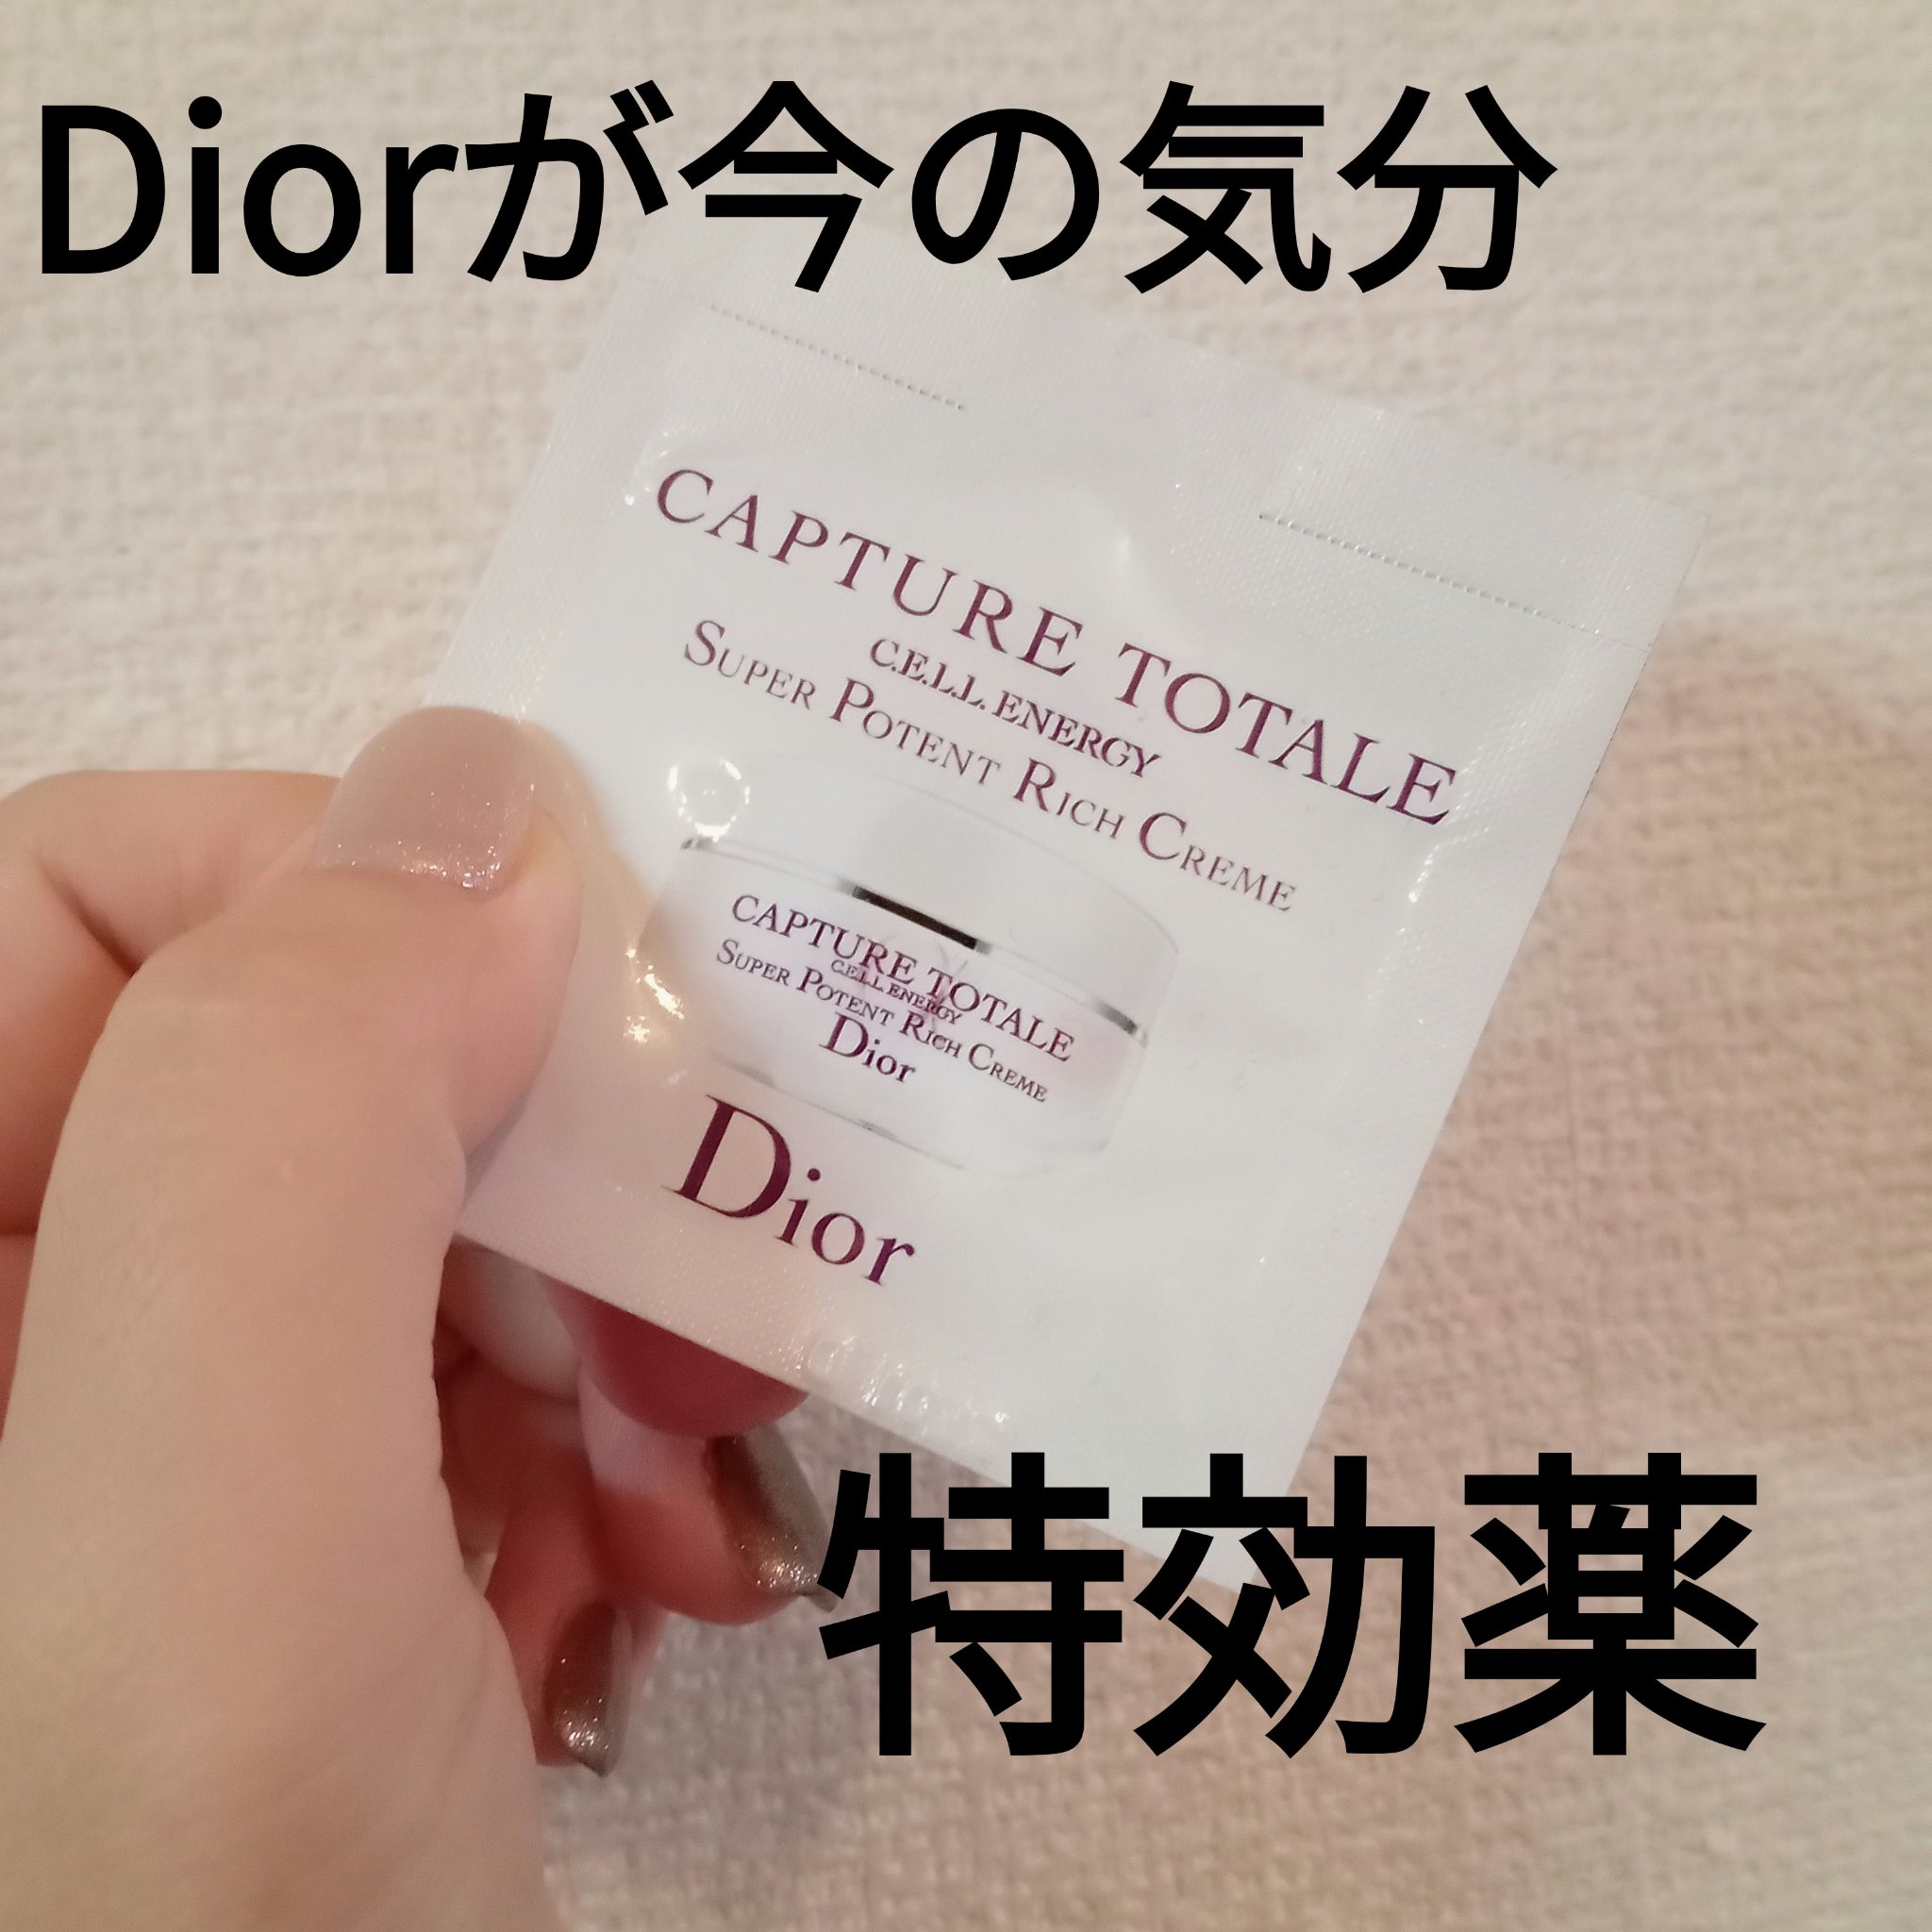 Diorが今の気分
CAPTURE TOTALE
C.E.L.L. ENERGY
SUPER POTENT RICH CREME
CAPTURE TOTALE
C.E.L.L. ENERGY
SUPER POTENT RICH CREME
Dior
Dior
特効薬